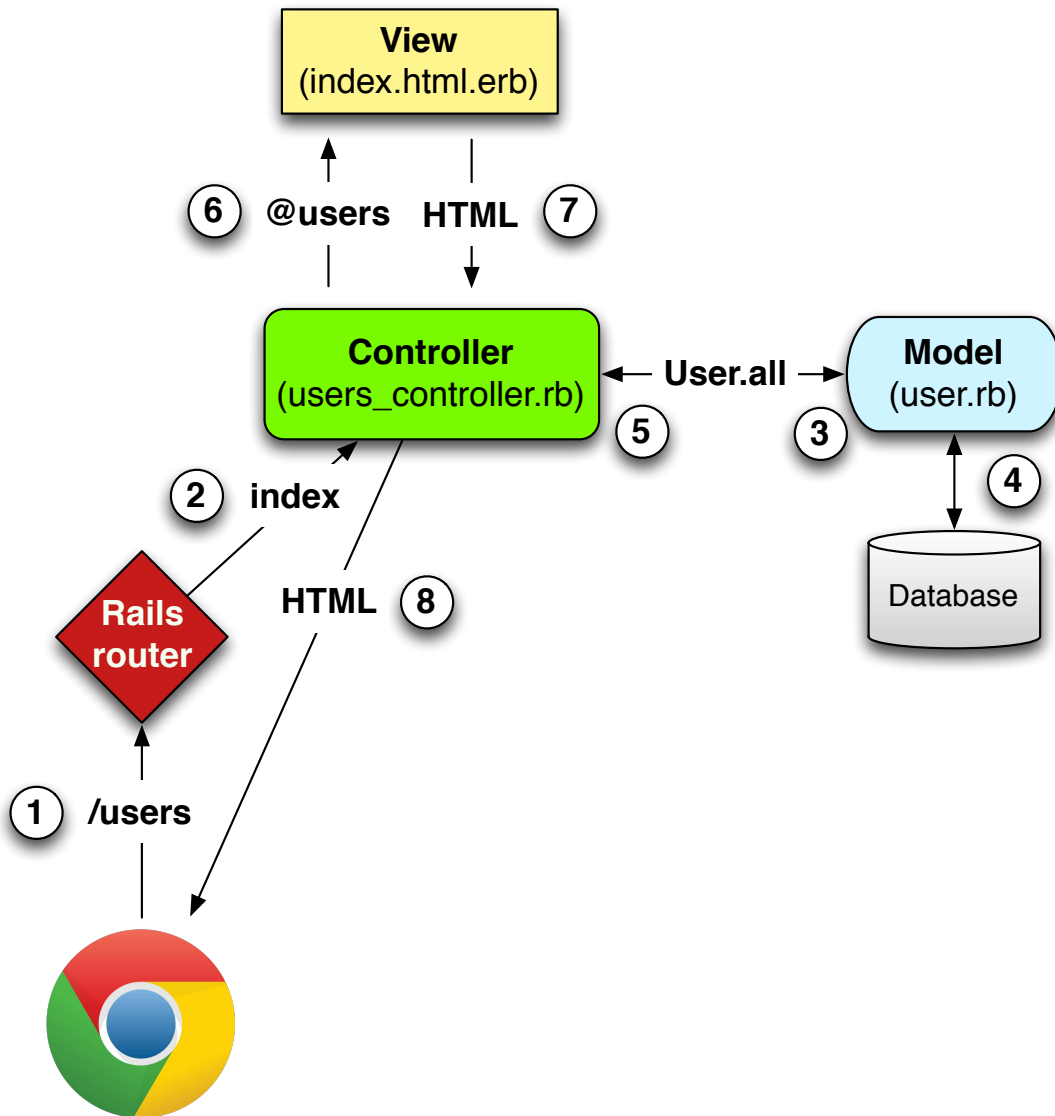 View
(index.html.erb)
6 @users HTML 7
Controller
(users_controller.rb)
User.all
Model
(user.rb)
5
3
2 index
4
Rails
router
HTML 8
Database
1 /users